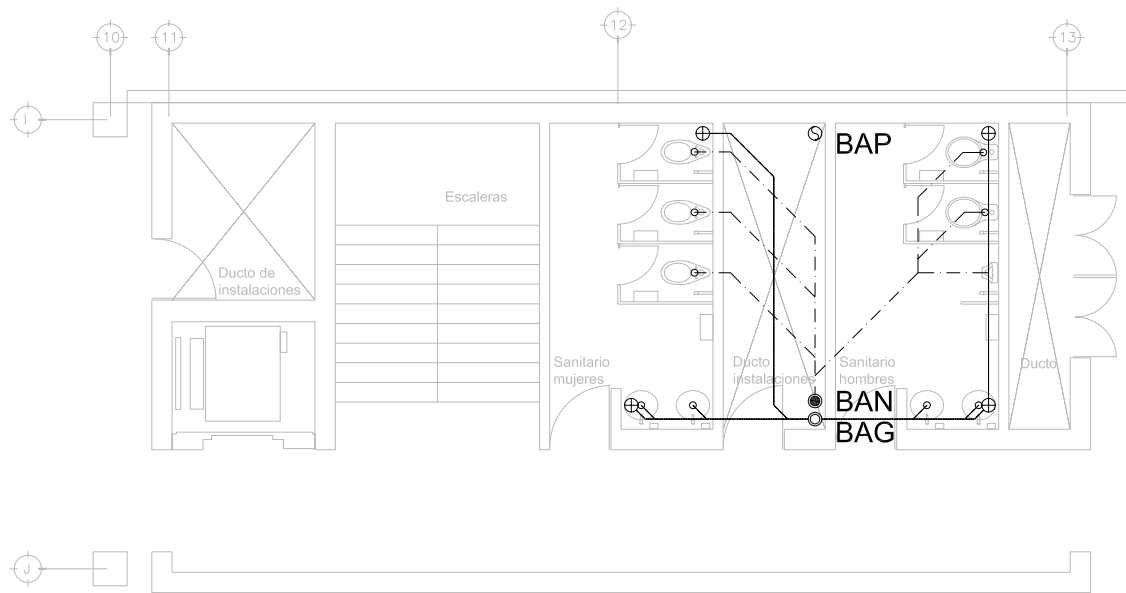 10
11
12
13
I
BAP
Escaleras
Ducto de
instalaciones
Sanitario
mujeres
Ducto
instalaciones
Sanitario
hombres
Ducto
BAN
BAG
J